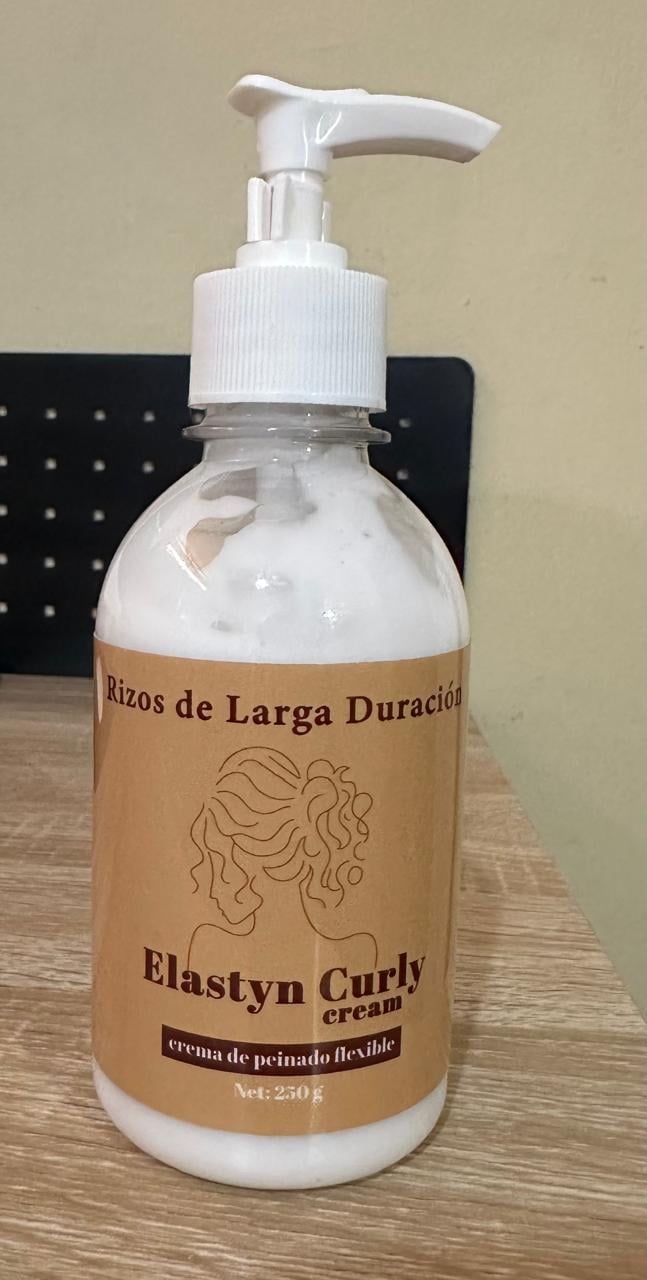 Rizos de Larga Duración
Elastyn Curly
cream
crema de peinado flexible
Net: 250 g